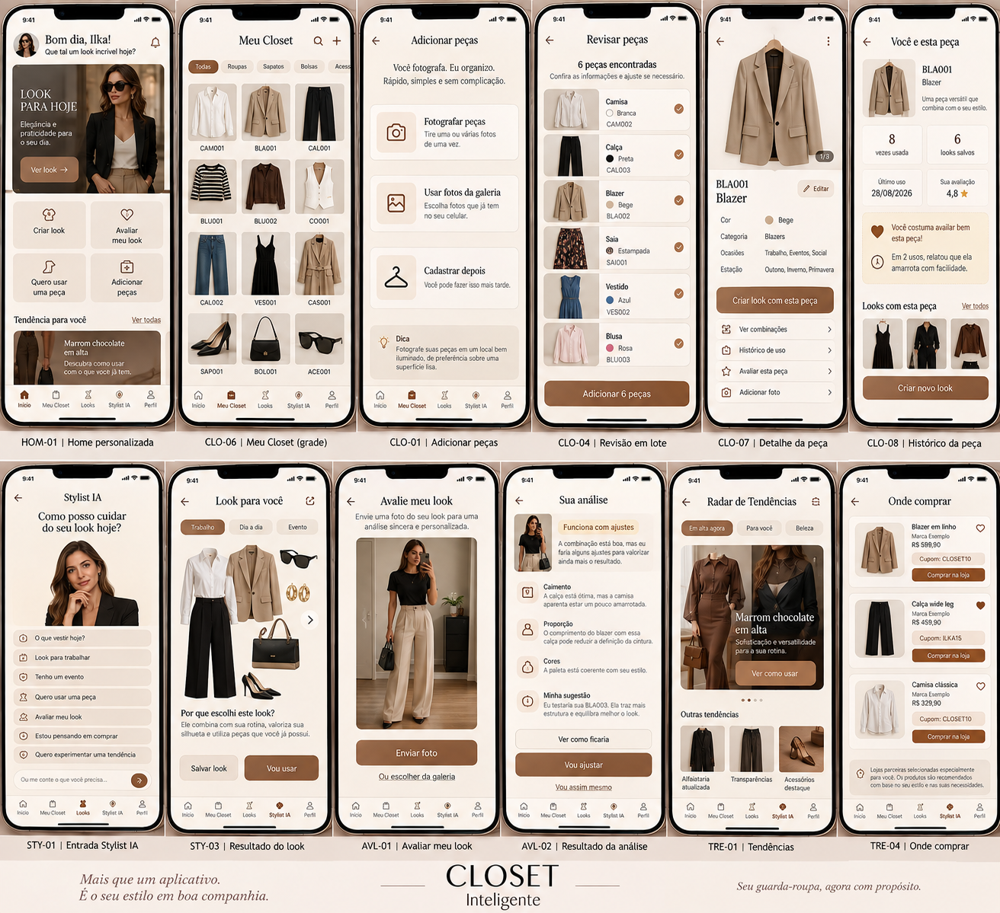 9:41
Bom dia, Ilka!
Que tal um look incrível hoje?
LOOK
PARA HOJE
Elegância e
praticidade para
o seu dia.
Ver look →
Criar look
Avaliar
meu look
Quero usar
uma peça
Adicionar
peças
Tendência para você
Ver todas
Marrom chocolate
em alta
Descubra como usar
com o que você já tem.
Início
Meu Closet
Looks
Stylist IA
Perfil
HOM-01 | Home personalizada
9:41
Meu Closet
Todas
Roupas
Sapatos
Bolsas
Acess
CAM001
BLA001
CAL001
BLU001
BLU002
CO001
CAL002
VES001
CAS001
SAP001
BOL001
ACE001
Início
Meu Closet
Looks
Stylist IA
Perfil
CLO-06 | Meu Closet (grade)
9:41
Adicionar peças
Você fotografa. Eu organizo.
Rápido, simples e sem complicação.
Fotografar peças
Tire uma ou várias fotos
de uma vez.
Usar fotos da galeria
Escolha fotos que já tem
no seu celular.
Cadastrar depois
Você pode fazer isso mais tarde.
Dica
Fotografe suas peças em um local bem
iluminado, de preferência sobre uma
superfície lisa.
Início
Meu Closet
Looks
Stylist IA
Perfil
CLO-01 | Adicionar peças
9:41
Revisar peças
6 peças encontradas
Confira as informações e ajuste se necessário.
Camisa
Branca
CAM002
Calça
Preta
CAL003
Blazer
Bege
BLA002
Saia
Estampada
SAI001
Vestido
Azul
VES002
Blusa
Rosa
BLU003
Adicionar 6 peças
CLO-04 | Revisão em lote
9:41
1/3
BLA001
Blazer
Editar
Cor
Bege
Categoria
Blazers
Ocasiões
Trabalho, Eventos, Social
Estação
Outono, Inverno, Primavera
Criar look com esta peça
Ver combinações
Histórico de uso
Avaliar esta peça
Adicionar foto
CLO-07 | Detalhe da peça
9:41
Você e esta peça
BLA001
Blazer
Uma peça versátil que
combina com o seu estilo.
8
vezes usada
6
looks salvos
Último uso
28/08/2026
Sua avaliação
4,8
Você costuma availar bem
esta peça!
Em 2 usos, relatou que ela
amarrota com facilidade.
Looks com esta peça
Ver todos
Criar novo look
CLO-08 | Histórico da peça
9:41
Stylist IA
Como posso cuidar
do seu look hoje?
O que vestir hoje?
Look para trabalhar
Tenho um evento
Quero usar uma peça
Avaliar meu look
Estou pensando em comprar
Quero experimentar uma tendência
Ou me conte o que você precisa...
Início
Meu Closet
Looks
Stylist IA
Perfil
STY-01 | Entrada Stylist IA
9:41
Look para você
Trabalho
Dia a dia
Evento
Por que escolhi este look?
Ele combina com sua rotina, valoriza sua
silhueta e utiliza peças que você já possui.
Salvar look
Vou usar
Início
Meu Closet
Looks
Stylist IA
Perfil
STY-03 | Resultado do look
9:41
Avalie meu look
Envie uma foto do seu look para uma
análise sincera e personalizada.
Enviar foto
Ou escolher da galeria
Início
Meu Closet
Looks
Stylist IA
Perfil
AVL-01 | Avaliar meu look
9:41
Sua análise
Funciona com ajustes
A combinação está boa, mas eu
faria alguns ajustes para valorizar
ainda mais o resultado.
Caimento
A calça está ótima, mas a camisa
aparenta estar um pouco amarrotada.
Proporção
O comprimento do blazer com essa
calça pode reduzir a definição da cintura.
Cores
A paleta está coerente com seu estilo.
Minha sugestão
Eu testaria sua BLA003. Ela traz mais
estrutura e equilibra melhor o look.
Ver como ficaria
Vou ajustar
Vou assim mesmo
Início
Meu Closet
Looks
Stylist IA
Perfil
AVL-02 | Resultado da análise
9:41
Radar de Tendências
Em alta agora
Para você
Beleza
Marrom chocolate
em alta
Sofisticação e versatilidade
para a sua rotina.
Ver como usar
Outras tendências
Alfaiataria
atualizada
Transparências
Acessórios
destaque
Início
Meu Closet
Looks
Stylist IA
Perfil
TRE-01 | Tendências
9:41
Onde comprar
Blazer em linho
Marca Exemplo
R$ 599,90
Cupom: CLOSET10
Comprar na loja
Calça wide leg
Marca Exemplo
R$ 459,90
Cupom: ILKA15
Comprar na loja
Camisa clássica
Marca Exemplo
R$ 329,90
Cupom: CLOSET10
Comprar na loja
Lojas parceiras selecionadas especialmente
para você. Os produtos são recomendados
com base no seu estilo e nas suas necessidades.
Início
Meu Closet
Looks
Stylist IA
Perfil
TRE-04 | Onde comprar
Mais que um aplicativo.
É o seu estilo em boa companhia.
CLOSET
Inteligente
Seu guarda-roupa, agora com propósito.